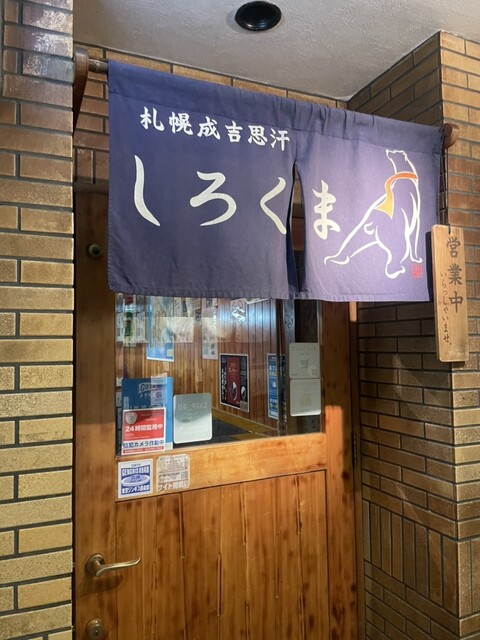 札幌成吉思汗
しろくま
営業中
いらっしゃいませ。
24時間監視中
防犯カメラ作動中